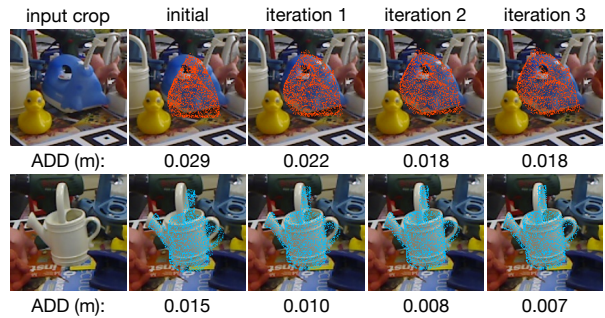 input crop initial iteration 1 iteration 2 iteration 3
ADD (m): 0.029 0.022 0.018 0.018
ADD (m): 0.015 0.010 0.008 0.007